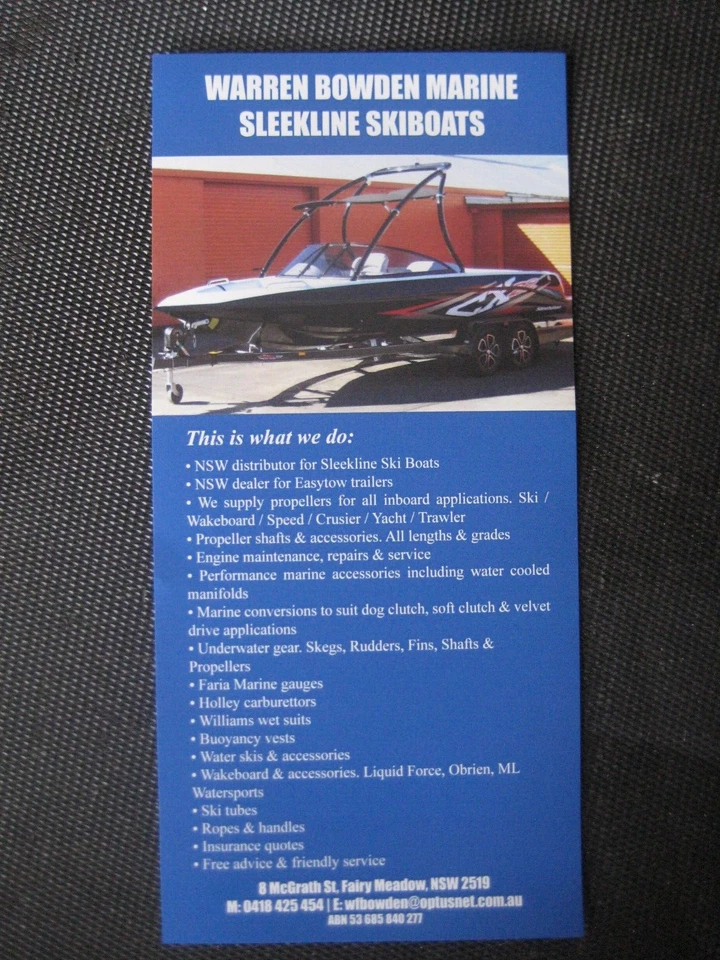 WARREN BOWDEN MARINE
SLEEKLINE SKIBOATS
CX
This is what we do:
• NSW distributor for Sleekline Ski Boats
• NSW dealer for Easytow trailers
• We supply propellers for all inboard applications. Ski /
Wakeboard / Speed / Crusier / Yacht / Trawler
• Propeller shafts & accessories. All lengths & grades
• Engine maintenance, repairs & service
• Performance marine accessories including water cooled
manifolds
• Marine conversions to suit dog clutch, soft clutch & velvet
drive applications
• Underwater gear. Skegs, Rudders, Fins, Shafts &
Propellers
• Faria Marine gauges
• Holley carburettors
• Williams wet suits
• Buoyancy vests
• Water skis & accessories
• Wakeboard & accessories. Liquid Force, Obrien, ML
Watersports
• Ski tubes
• Ropes & handles
• Insurance quotes
• Free advice & friendly service
8 McGrath St, Fairy Meadow, NSW 2519
M: 0418 425 454 | E: wfbowden@optusnet.com.au
ABN 53 685 840 277